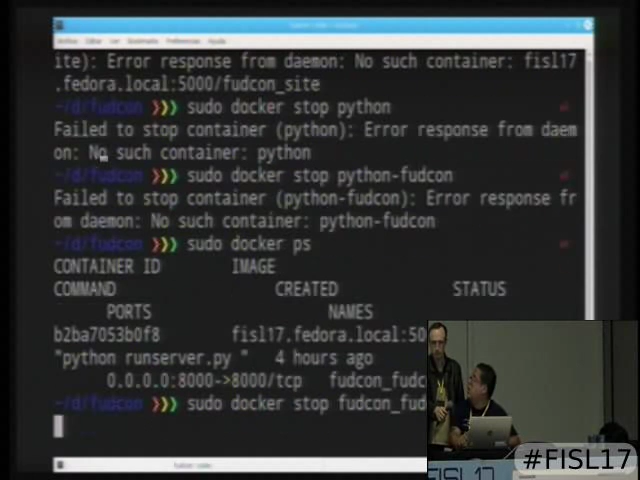 ite): Error response from daemon: No such container: fisl17
.fedora.local:5000/fudcon_site
~/d/fudcon ❯❯❯ sudo docker stop python
Failed to stop container (python): Error response from daem
on: No such container: python
~/d/fudcon ❯❯❯ sudo docker stop python-fudcon
Failed to stop container (python-fudcon): Error response fr
om daemon: No such container: python-fudcon
~/d/fudcon ❯❯❯ sudo docker ps
CONTAINER ID IMAGE
COMMAND CREATED STATUS
PORTS NAMES
b2ba7053b0f8 fisl17.fedora.local:50
"python runserver.py " 4 hours ago
0.0.0.0:8000->8000/tcp fudcon_fudc
~/d/fudcon ❯❯❯ sudo docker stop fudcon_fud
FISL17
#FISL17